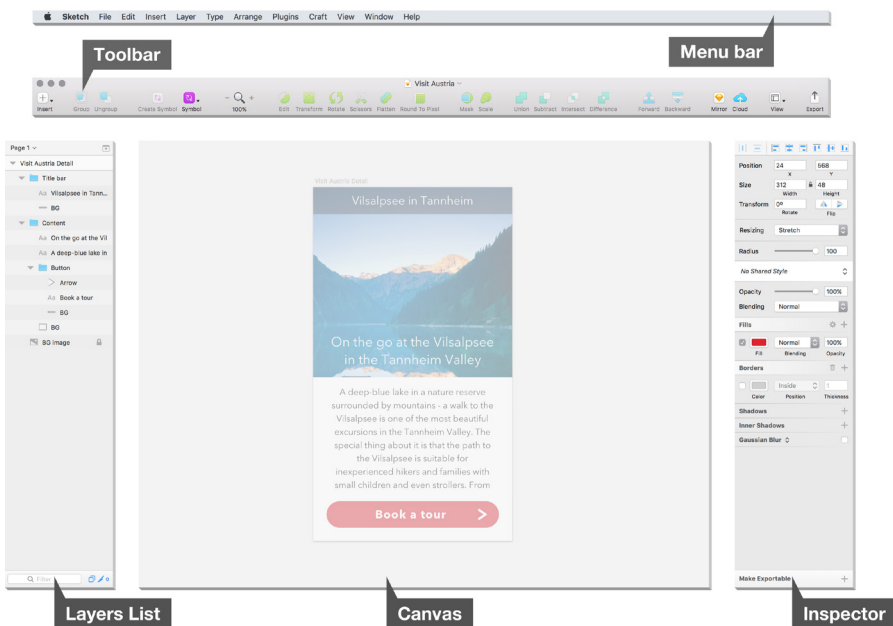 Sketch File Edit Insert Layer Type Arrange Plugins Craft View Window Help
Toolbar
Menu bar
Visit Austria
Insert Group Ungroup Create Symbol Symbol 100% Edit Transform Rotate Scissors Flatten Round To Pixel Mask Scale Union Subtract Intersect Difference Forward Backward Mirror Cloud View Export
Page 1
Visit Austria Detail
Title bar
Aa Vilsalpsee in Tann...
BG
Content
Aa On the go at the Vil
Aa A deep-blue lake in
Button
Arrow
Aa Book a tour
BG
BG
BG image
Filter
Layers List
Visit Austria Detail
Vilsalpsee in Tannheim
On the go at the Vilsalpsee
in the Tannheim Valley
A deep-blue lake in a nature reserve
surrounded by mountains - a walk to the
Vilsalpsee is one of the most beautiful
excursions in the Tannheim Valley. The
special thing about it is that the path to
the Vilsalpsee is suitable for
inexperienced hikers and families with
small children and even strollers. From
Book a tour
Canvas
Position 24 568
X Y
Size 312 48
Width Height
Transform 0º
Rotate Flip
Resizing Stretch
Radius 100
No Shared Style
Opacity 100%
Blending Normal
Fills
Normal 100%
Fill Blending Opacity
Borders
Inside 1
Color Position Thickness
Shadows
Inner Shadows
Gaussian Blur
Make Exportable
Inspector